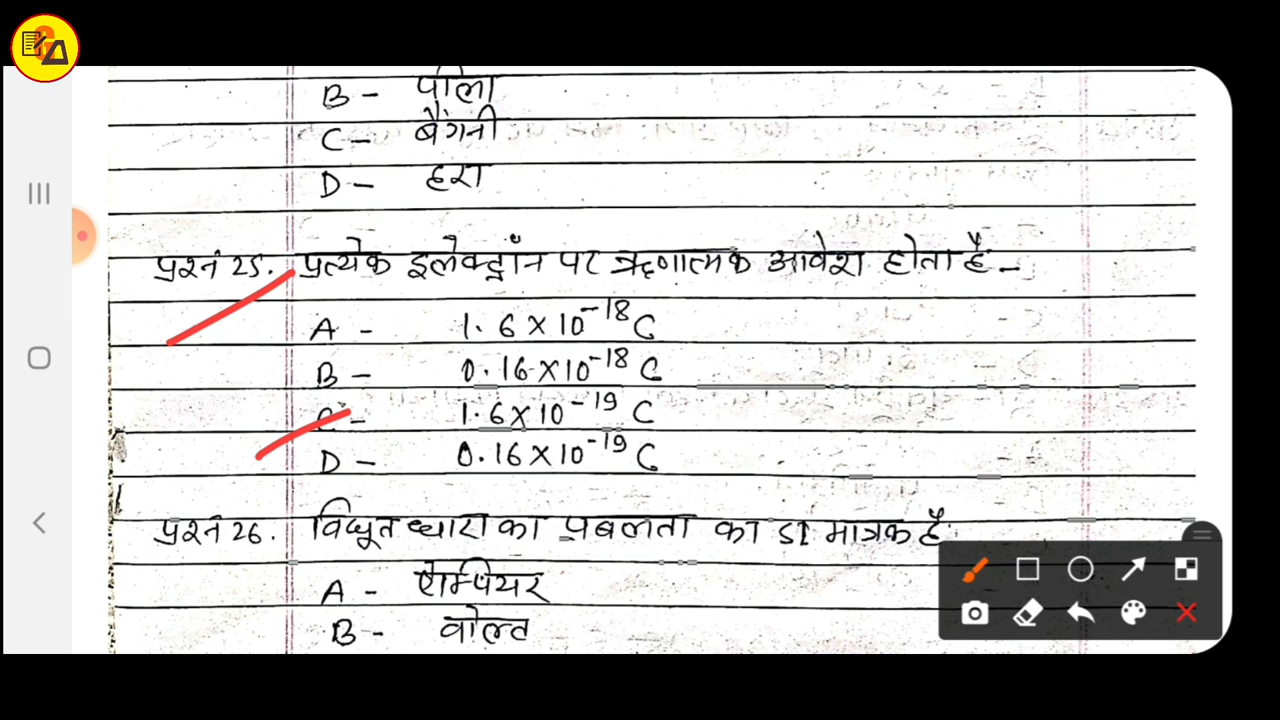 B - पीला
C - बैंगनी
D - हरा
प्रश्न नं 25. प्रत्येक इलेक्ट्रॉन पर ऋणात्मक आवेश होता है -
A - 1.6 × 10⁻¹⁸ C
B - 0.16 × 10⁻¹⁸ C
C - 1.6 × 10⁻¹⁹ C
D - 0.16 × 10⁻¹⁹ C
प्रश्न नं 26. विधुत ध्धारा का प्रबलता का SI मात्रक है
A - ऐम्पियर
B - वोल्ट